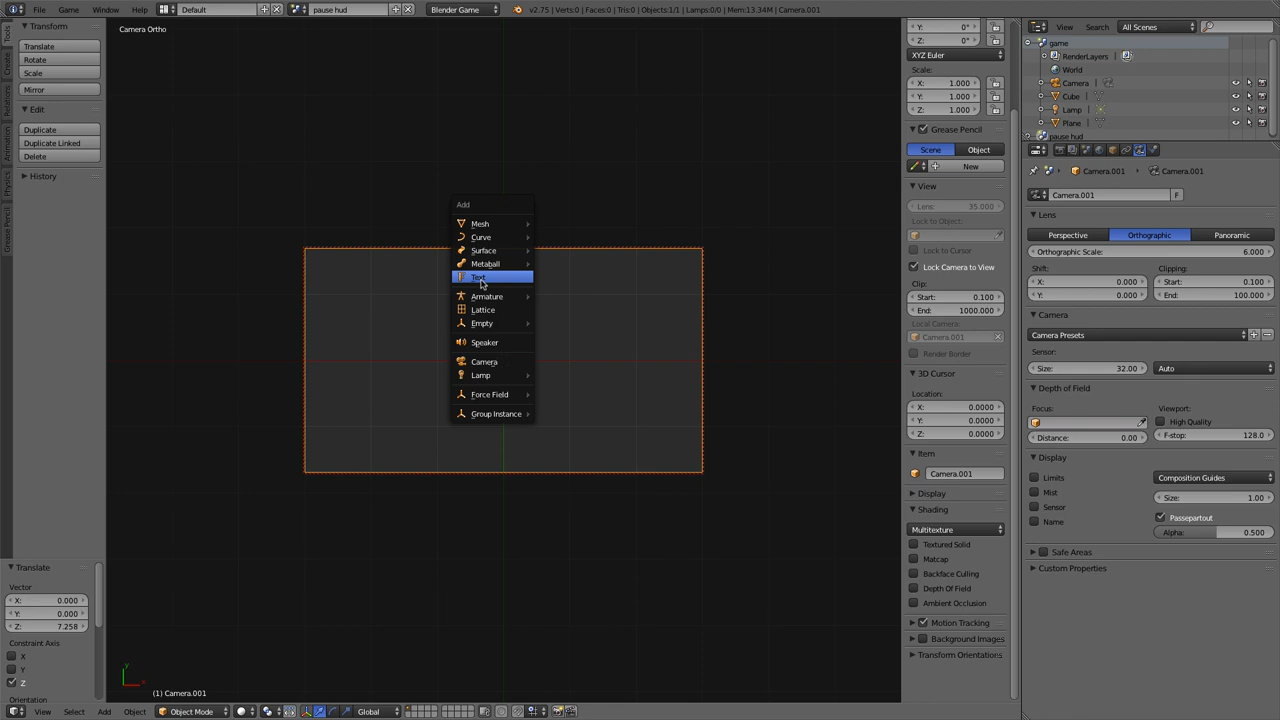 File Game Window Help Default pause hud Blender Game v2.75 | Verts:0 | Faces:0 | Tris:0 | Objects:1/1 | Lamps:0/0 | Mem:13.34M | Camera.001
Tools
Create
Relations
Animation
Physics
Grease Pencil
Transform
Translate
Rotate
Scale
Mirror
Edit
Duplicate
Duplicate Linked
Delete
History
Translate
Vector
X: 0.000
Y: 0.000
Z: 7.258
Constraint Axis
X
Y
Z
Orientation
Camera Ortho
Add
Mesh
Curve
Surface
Metaball
Text
Armature
Lattice
Empty
Speaker
Camera
Lamp
Force Field
Group Instance
y
x
(1) Camera.001
View Select Add Object Object Mode Global
Y: 0°
Z: 0°
XYZ Euler
Scale:
X: 1.000
Y: 1.000
Z: 1.000
Grease Pencil
Scene Object
New
View
Lens: 35.000
Lock to Object:
Lock to Cursor
Lock Camera to View
Clip:
Start: 0.100
End: 1000.000
Local Camera:
Camera.001
Render Border
3D Cursor
Location:
X: 0.0000
Y: 0.0000
Z: 0.0000
Item
Camera.001
Display
Shading
Multitexture
Textured Solid
Matcap
Backface Culling
Depth Of Field
Ambient Occlusion
Motion Tracking
Background Images
Transform Orientations
View Search All Scenes
game
RenderLayers
World
Camera
Cube
Lamp
Plane
pause hud
Camera.001 Camera.001
Camera.001 F
Lens
Perspective Orthographic Panoramic
Orthographic Scale: 6.000
Shift: Clipping:
X: 0.000 Start: 0.100
Y: 0.000 End: 100.000
Camera
Camera Presets
Sensor:
Size: 32.00 Auto
Depth of Field
Focus: Viewport:
High Quality
Distance: 0.00 F-stop: 128.0
Display
Limits Composition Guides
Mist Size: 1.00
Sensor Passepartout
Name Alpha: 0.500
Safe Areas
Custom Properties